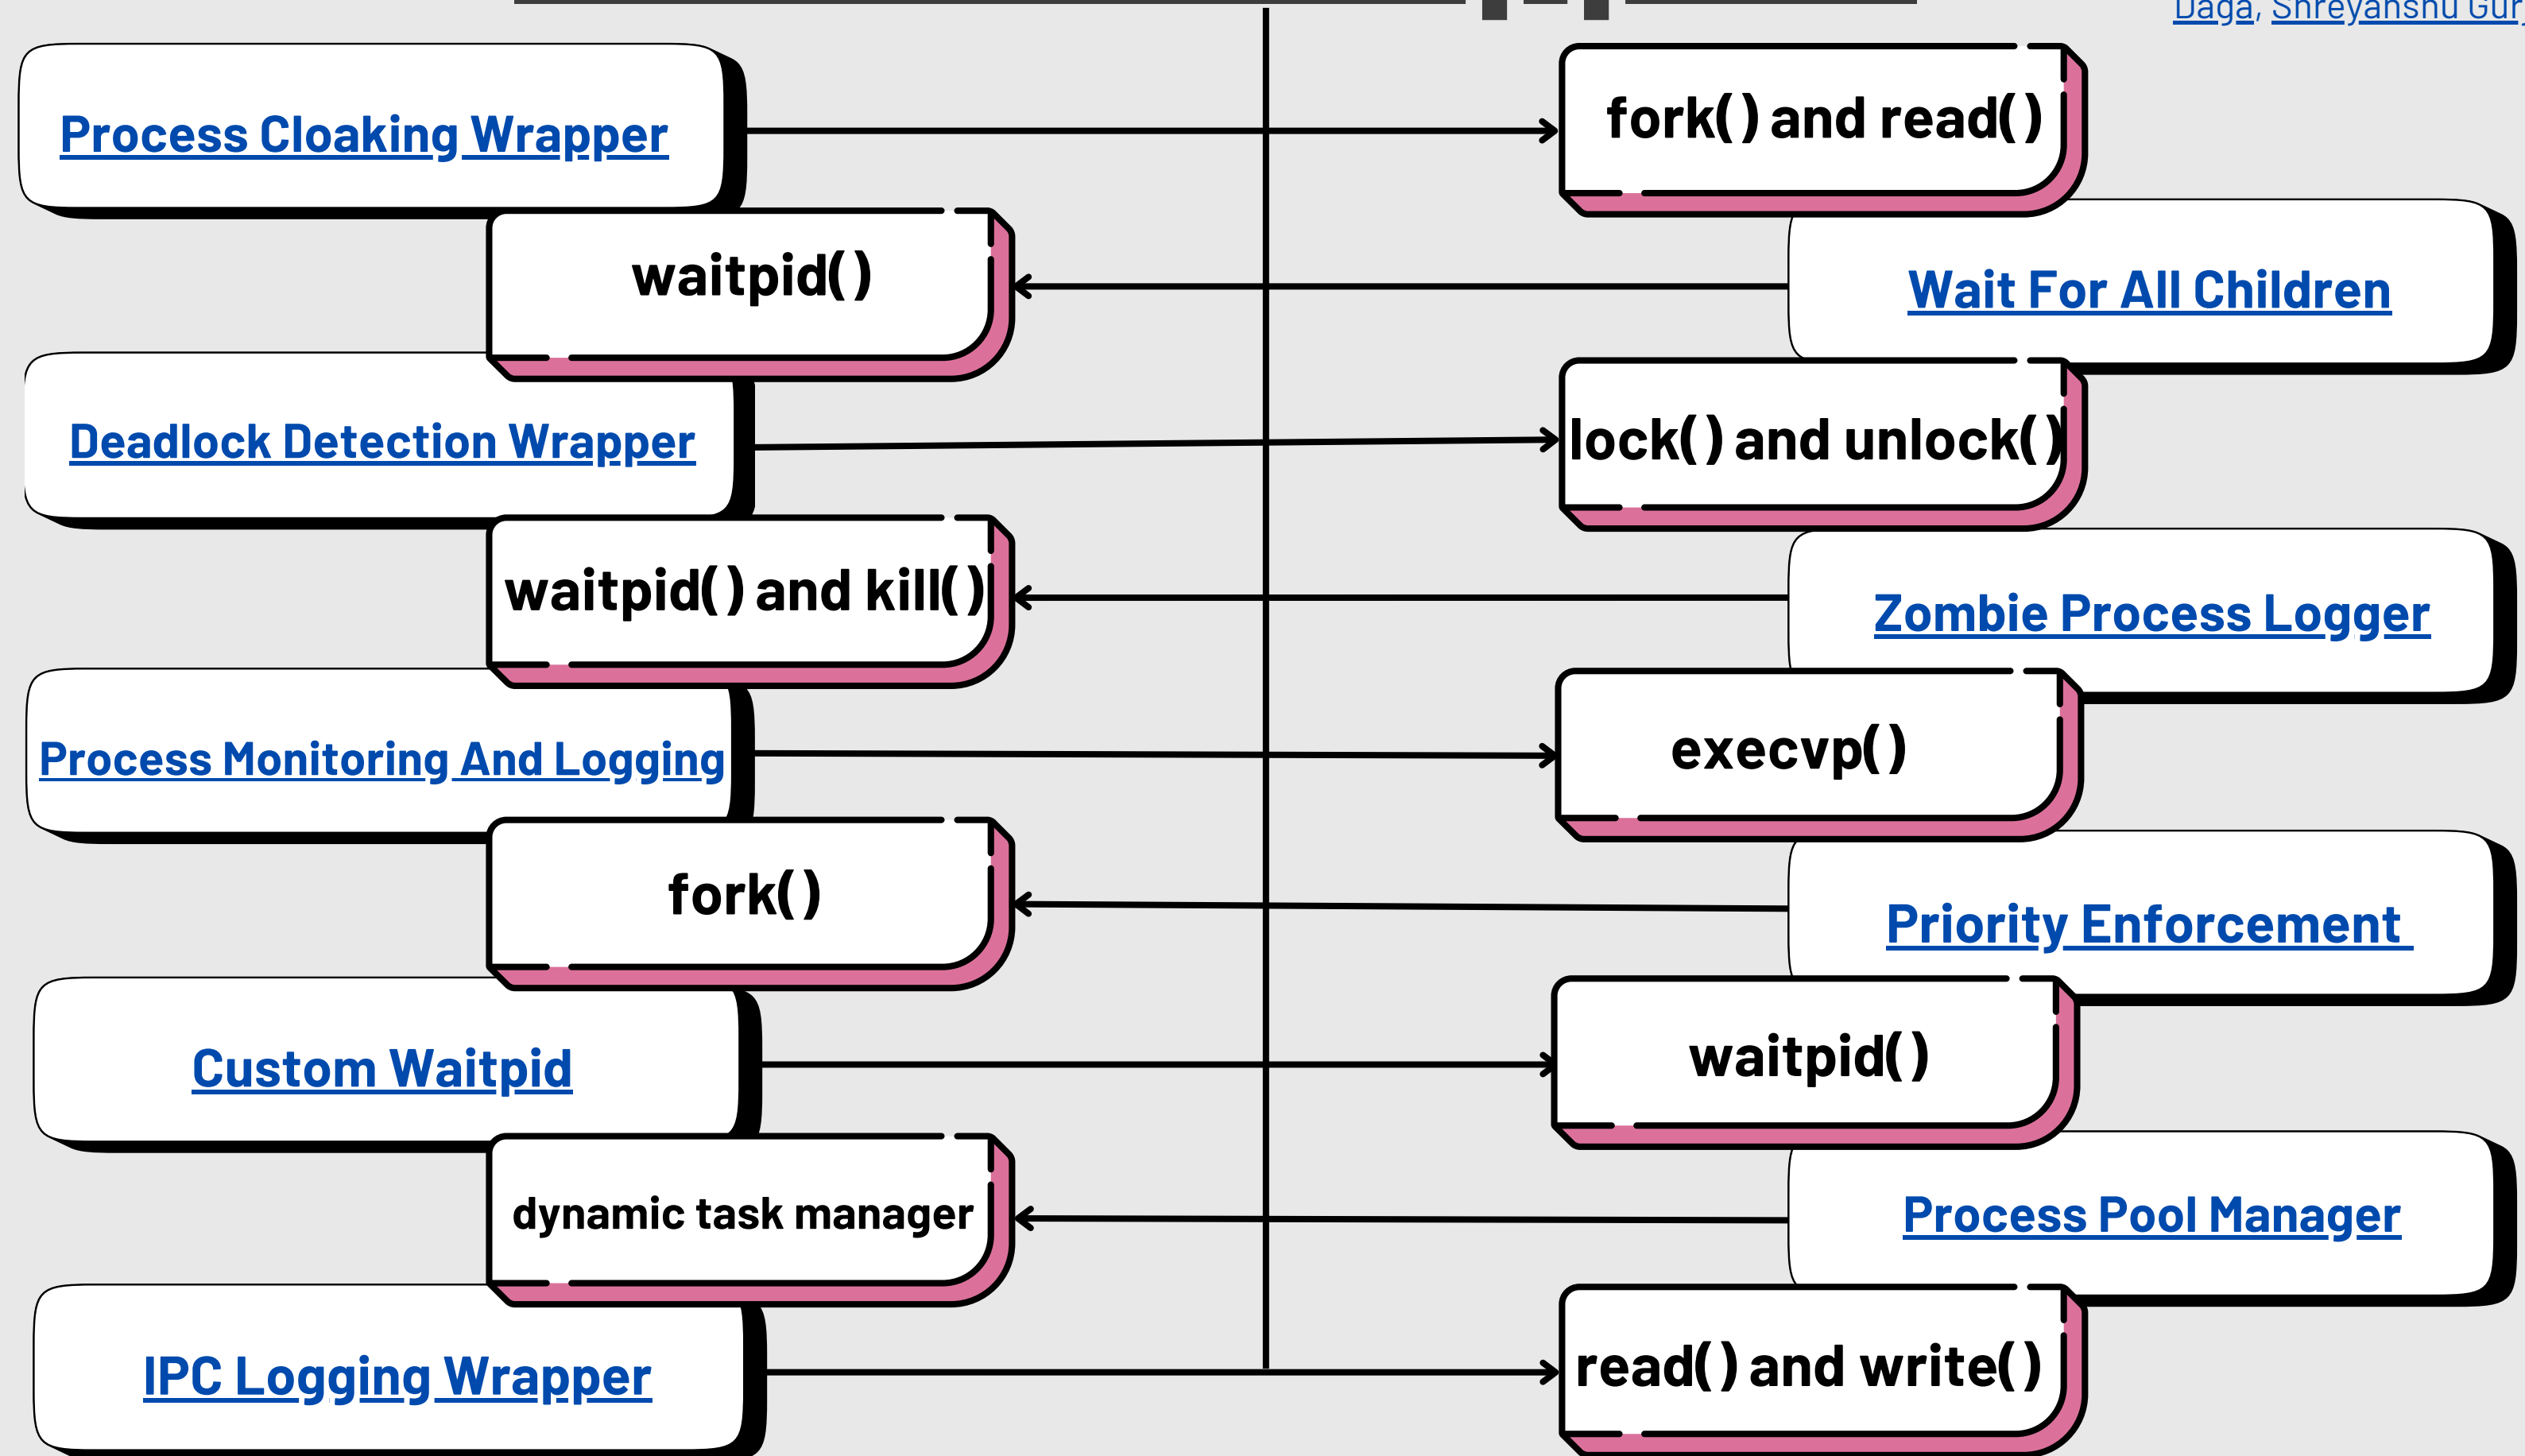 Daga, Shreyanshu Gurj
Process Cloaking Wrapper
fork() and read()
waitpid()
Wait For All Children
Deadlock Detection Wrapper
lock() and unlock()
waitpid() and kill()
Zombie Process Logger
Process Monitoring And Logging
execvp()
fork()
Priority Enforcement
Custom Waitpid
waitpid()
dynamic task manager
Process Pool Manager
IPC Logging Wrapper
read() and write()